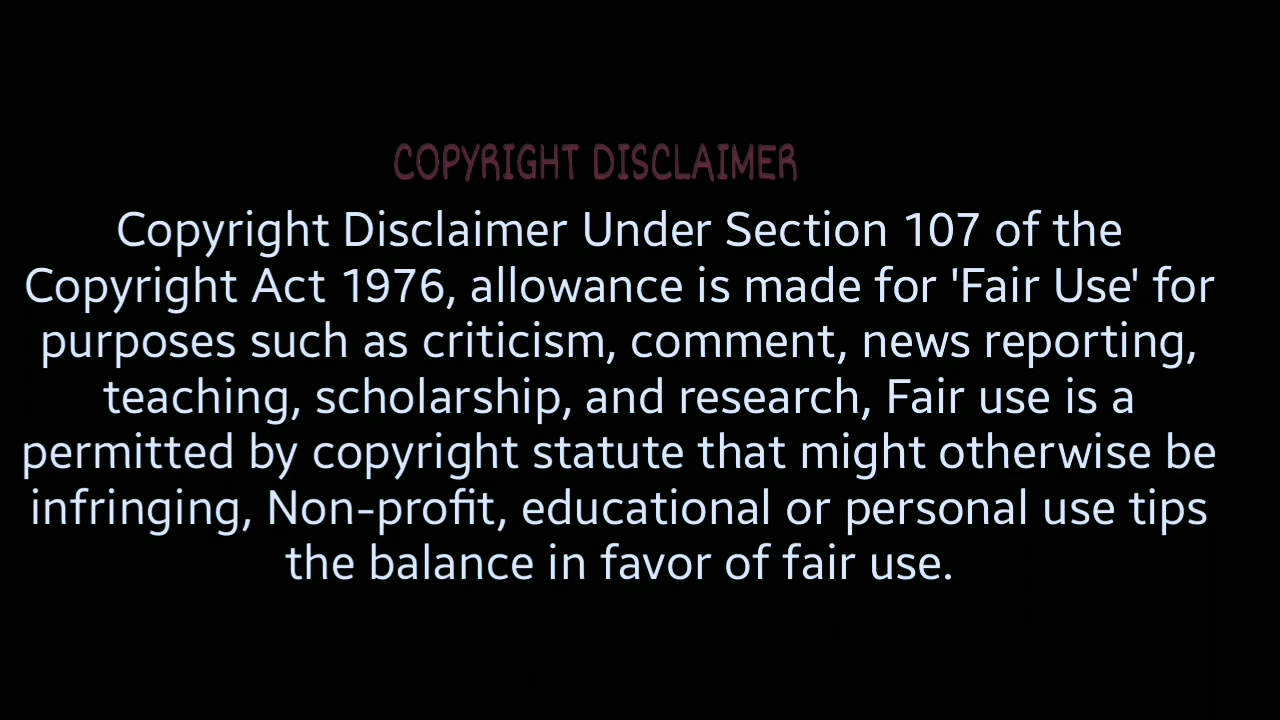 COPYRIGHT DISCLAIMER
Copyright Disclaimer Under Section 107 of the
Copyright Act 1976, allowance is made for 'Fair Use' for
purposes such as criticism, comment, news reporting,
teaching, scholarship, and research, Fair use is a
permitted by copyright statute that might otherwise be
infringing, Non-profit, educational or personal use tips
the balance in favor of fair use.